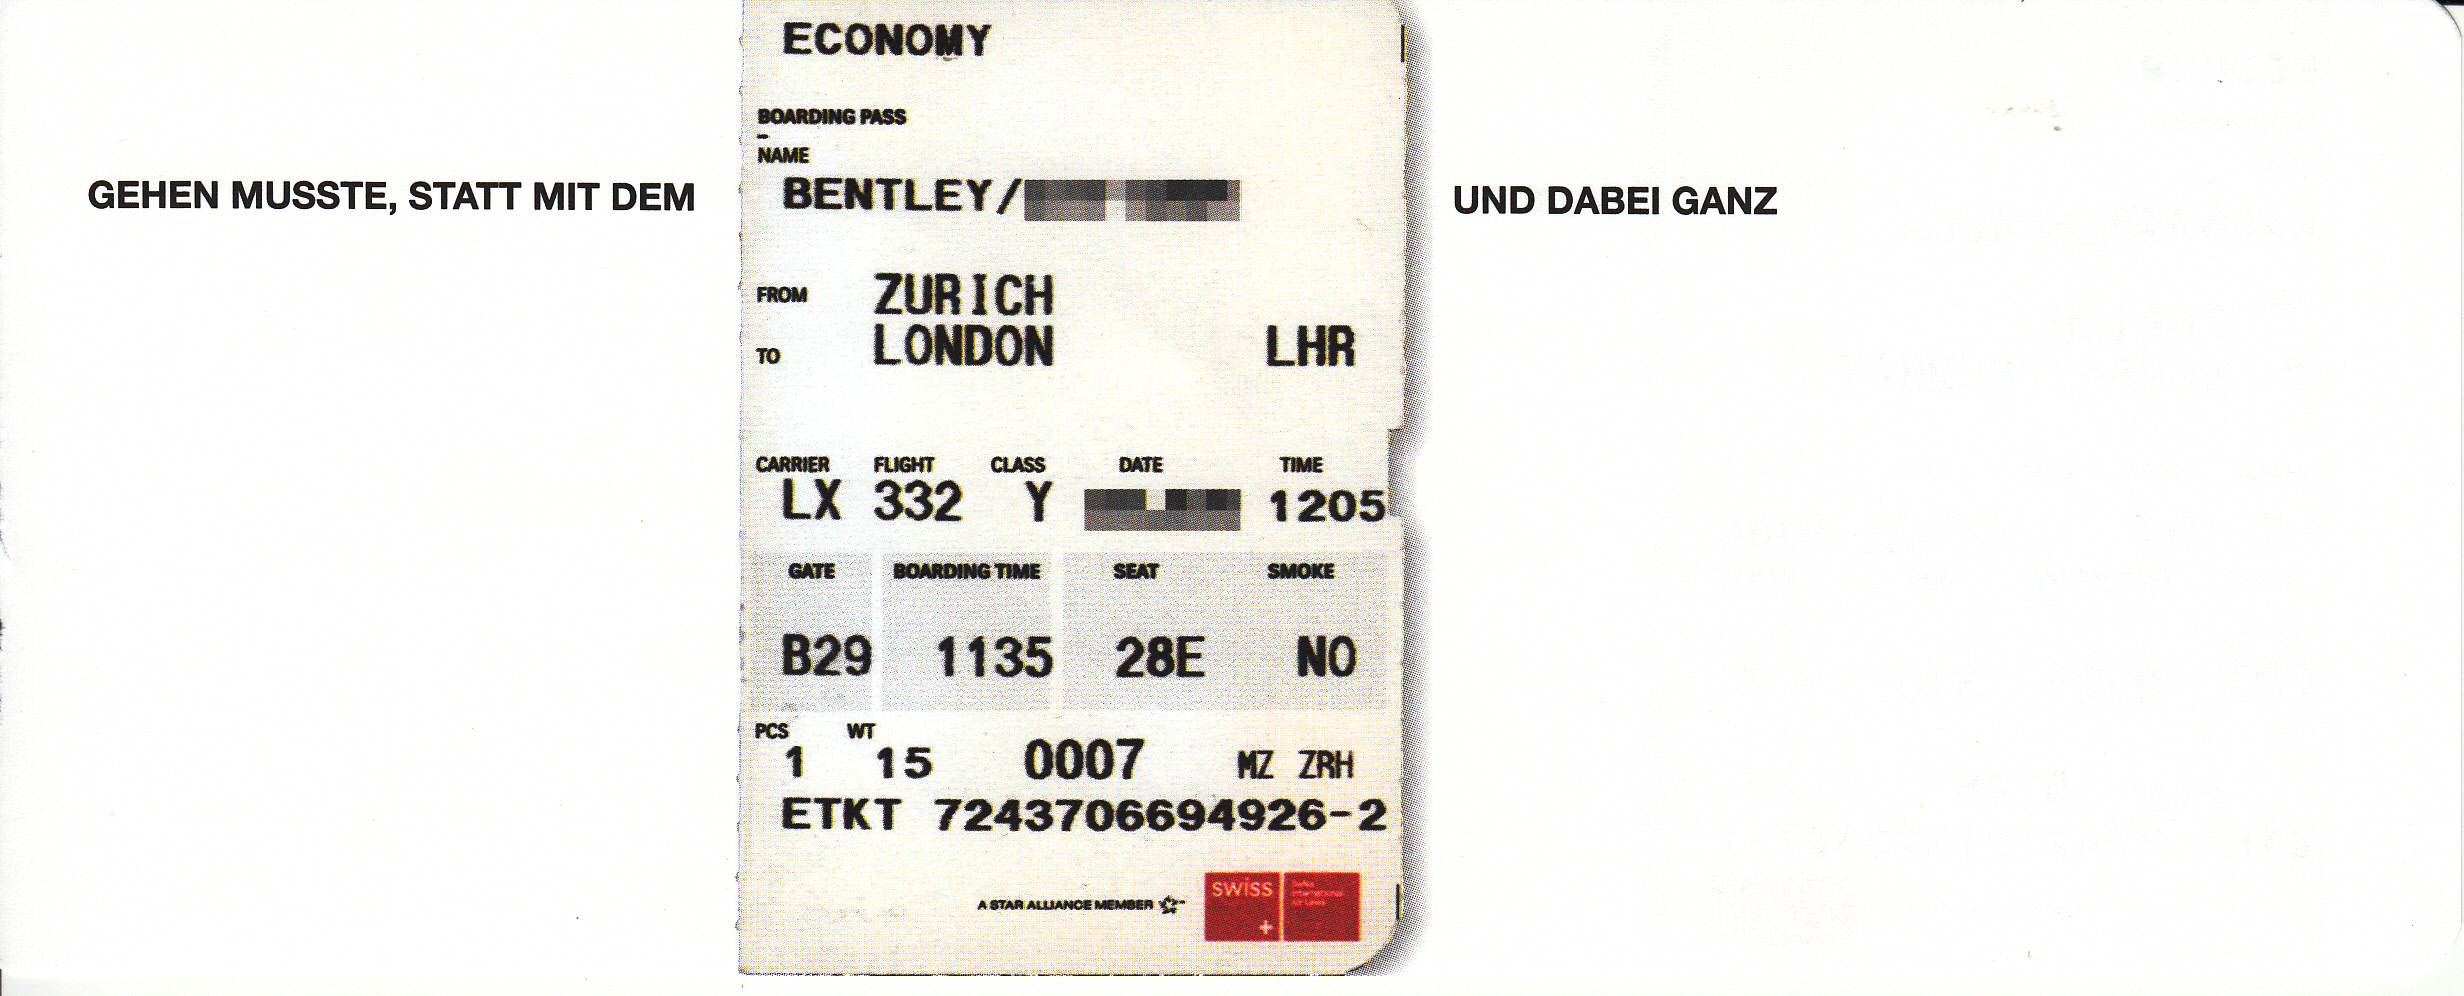 ECONOMY
BOARDING PASS
NAME
GEHEN MUSSTE, STATT MIT DEM BENTLEY/ UND DABEI GANZ
FROM ZURICH
TO LONDON LHR
CARRIER FLIGHT CLASS DATE TIME
LX 332 Y 1205
GATE BOARDING TIME SEAT SMOKE
B29 1135 28E NO
PCS WT
1 15 0007 MZ ZRH
ETKT 7243706694926-2
A STAR ALLIANCE MEMBER
swiss